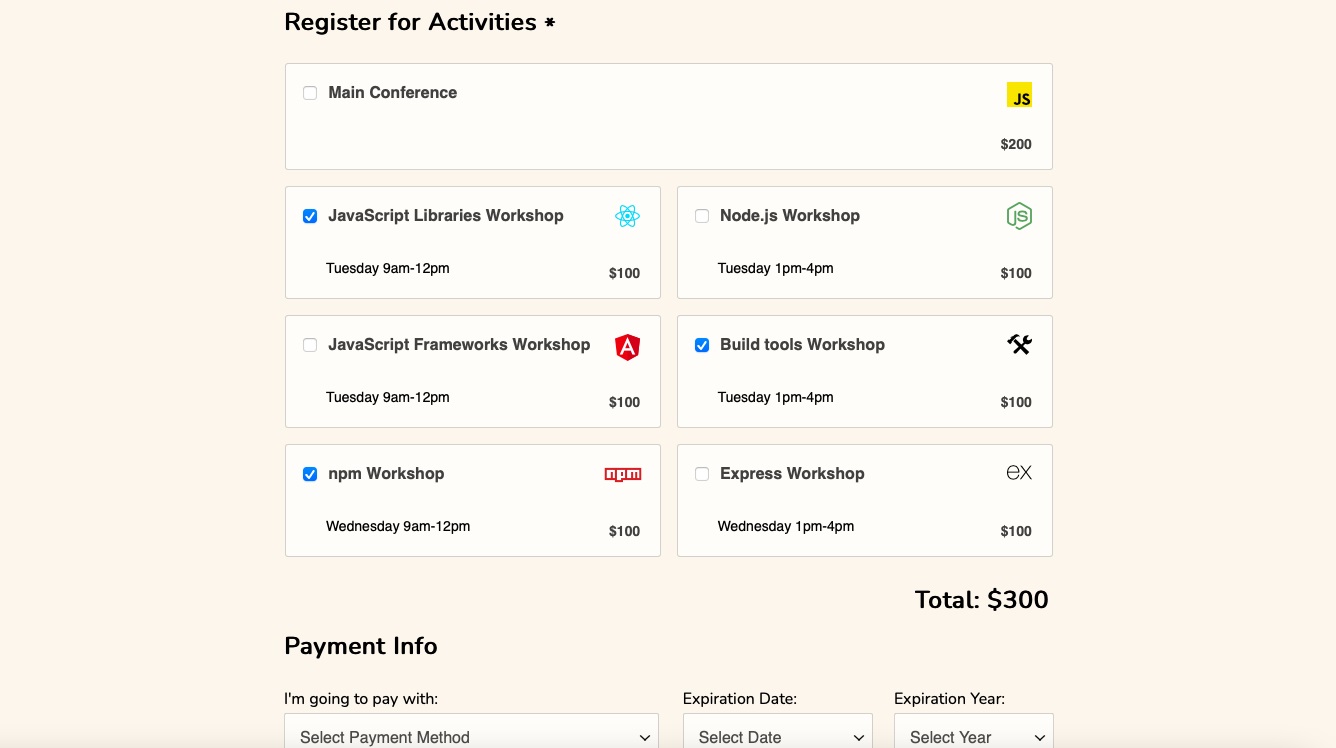 Register for Activities *
Main Conference
JS
$200
JavaScript Libraries Workshop
Tuesday 9am-12pm
$100
Node.js Workshop
JS
Tuesday 1pm-4pm
$100
JavaScript Frameworks Workshop
A
Tuesday 9am-12pm
$100
Build tools Workshop
Tuesday 1pm-4pm
$100
npm Workshop
npm
Wednesday 9am-12pm
$100
Express Workshop
ex
Wednesday 1pm-4pm
$100
Total: $300
Payment Info
I'm going to pay with:
Expiration Date:
Expiration Year:
Select Payment Method
Select Date
Select Year